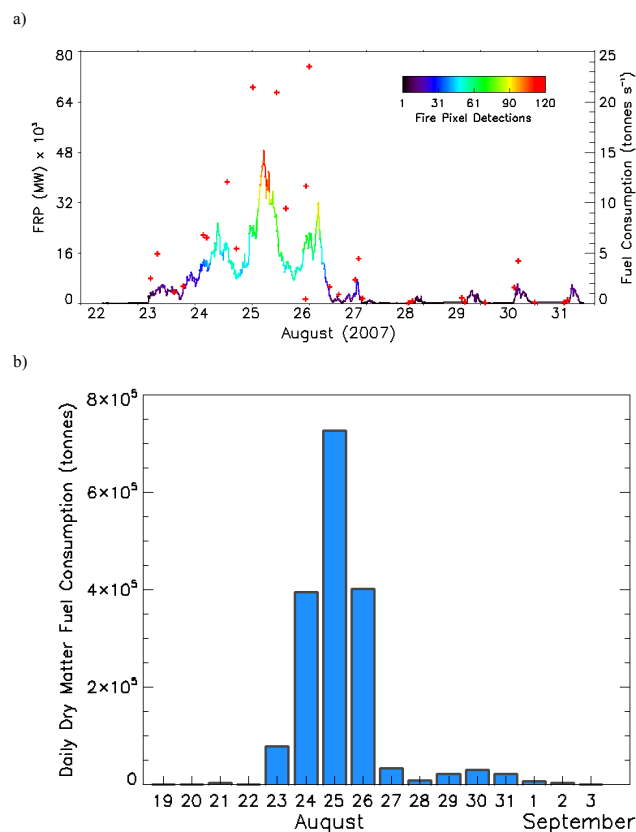 a)
80
64
48
32
16
0
FRP (MW) × 10³
25
20
15
10
5
0
Fuel Consumption (tonnes s⁻¹)
1 31 61 90 120
Fire Pixel Detections
22 23 24 25 26 27 28 29 30 31
August (2007)
b)
8×10⁵
6×10⁵
4×10⁵
2×10⁵
0
Daily Dry Matter Fuel Consumption (tonnes)
19 20 21 22 23 24 25 26 27 28 29 30 31 1 2 3
August September